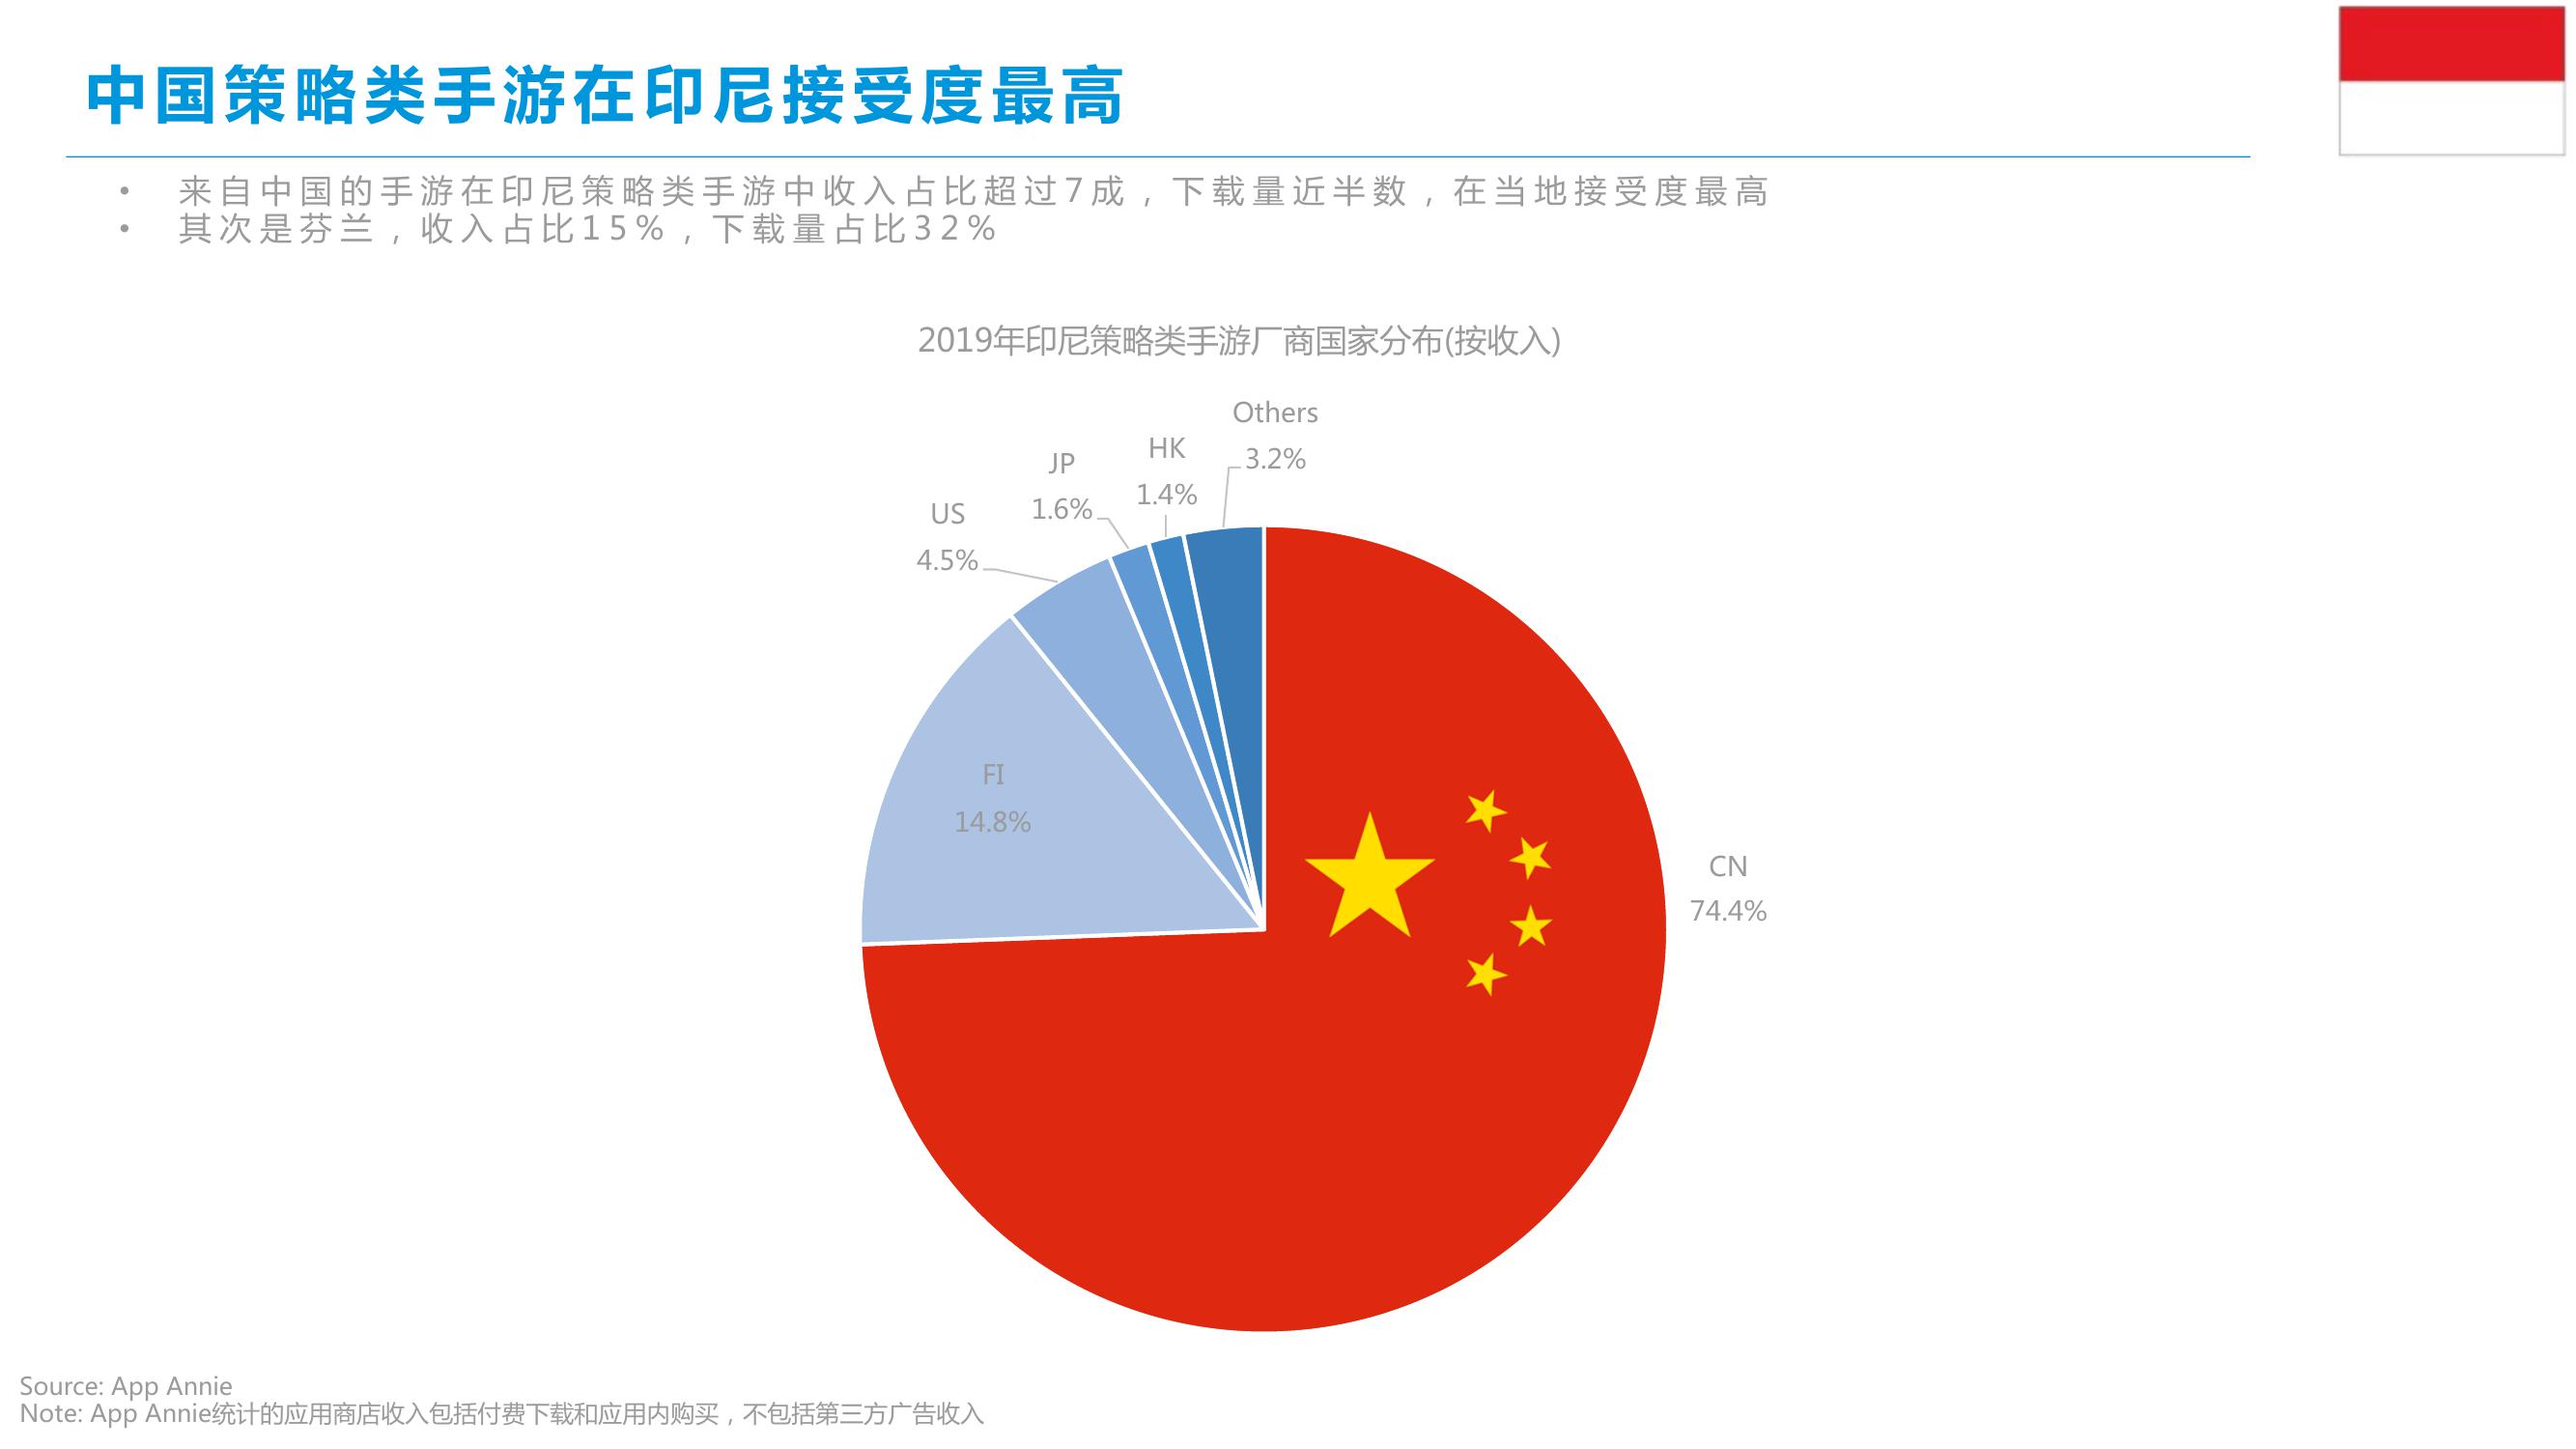 中国策略类手游在印尼接受度最高
• 来自中国的手游在印尼策略类手游中收入占比超过7成，下载量近半数，在当地接受度最高
• 其次是芬兰，收入占比15%，下载量占比32%
2019年印尼策略类手游厂商国家分布(按收入)
Others
3.2%
HK
1.4%
JP
1.6%
US
4.5%
FI
14.8%
CN
74.4%
Source: App Annie
Note: App Annie统计的应用商店收入包括付费下载和应用内购买，不包括第三方广告收入